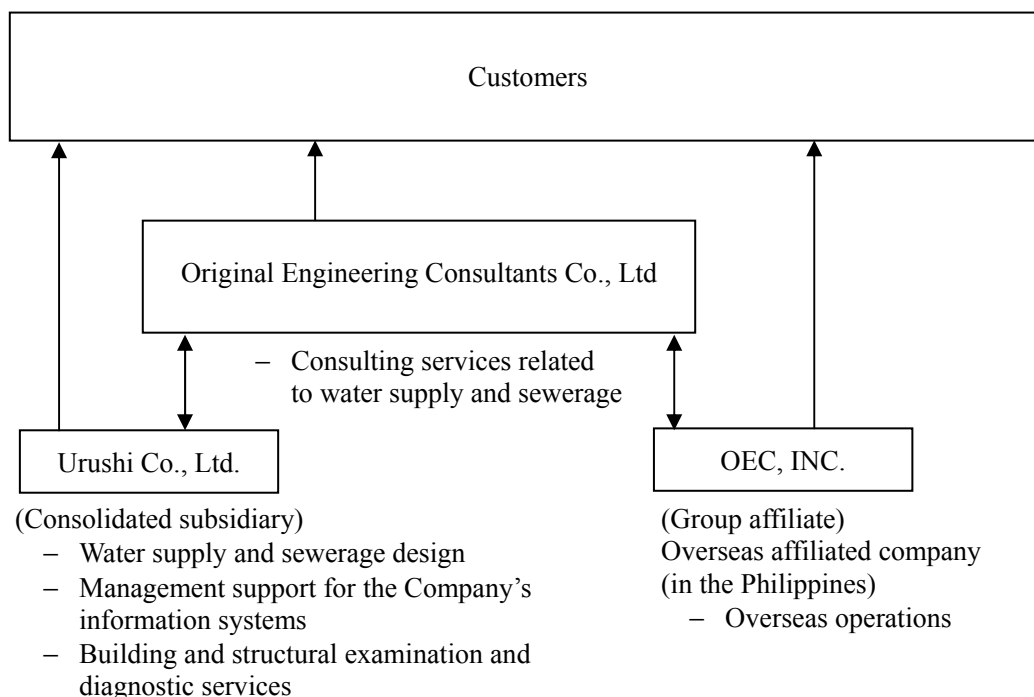 Customers
Original Engineering Consultants Co., Ltd
– Consulting services related
to water supply and sewerage
Urushi Co., Ltd.
(Consolidated subsidiary)
– Water supply and sewerage design
– Management support for the Company’s
information systems
– Building and structural examination and
diagnostic services
OEC, INC.
(Group affiliate)
Overseas affiliated company
(in the Philippines)
– Overseas operations